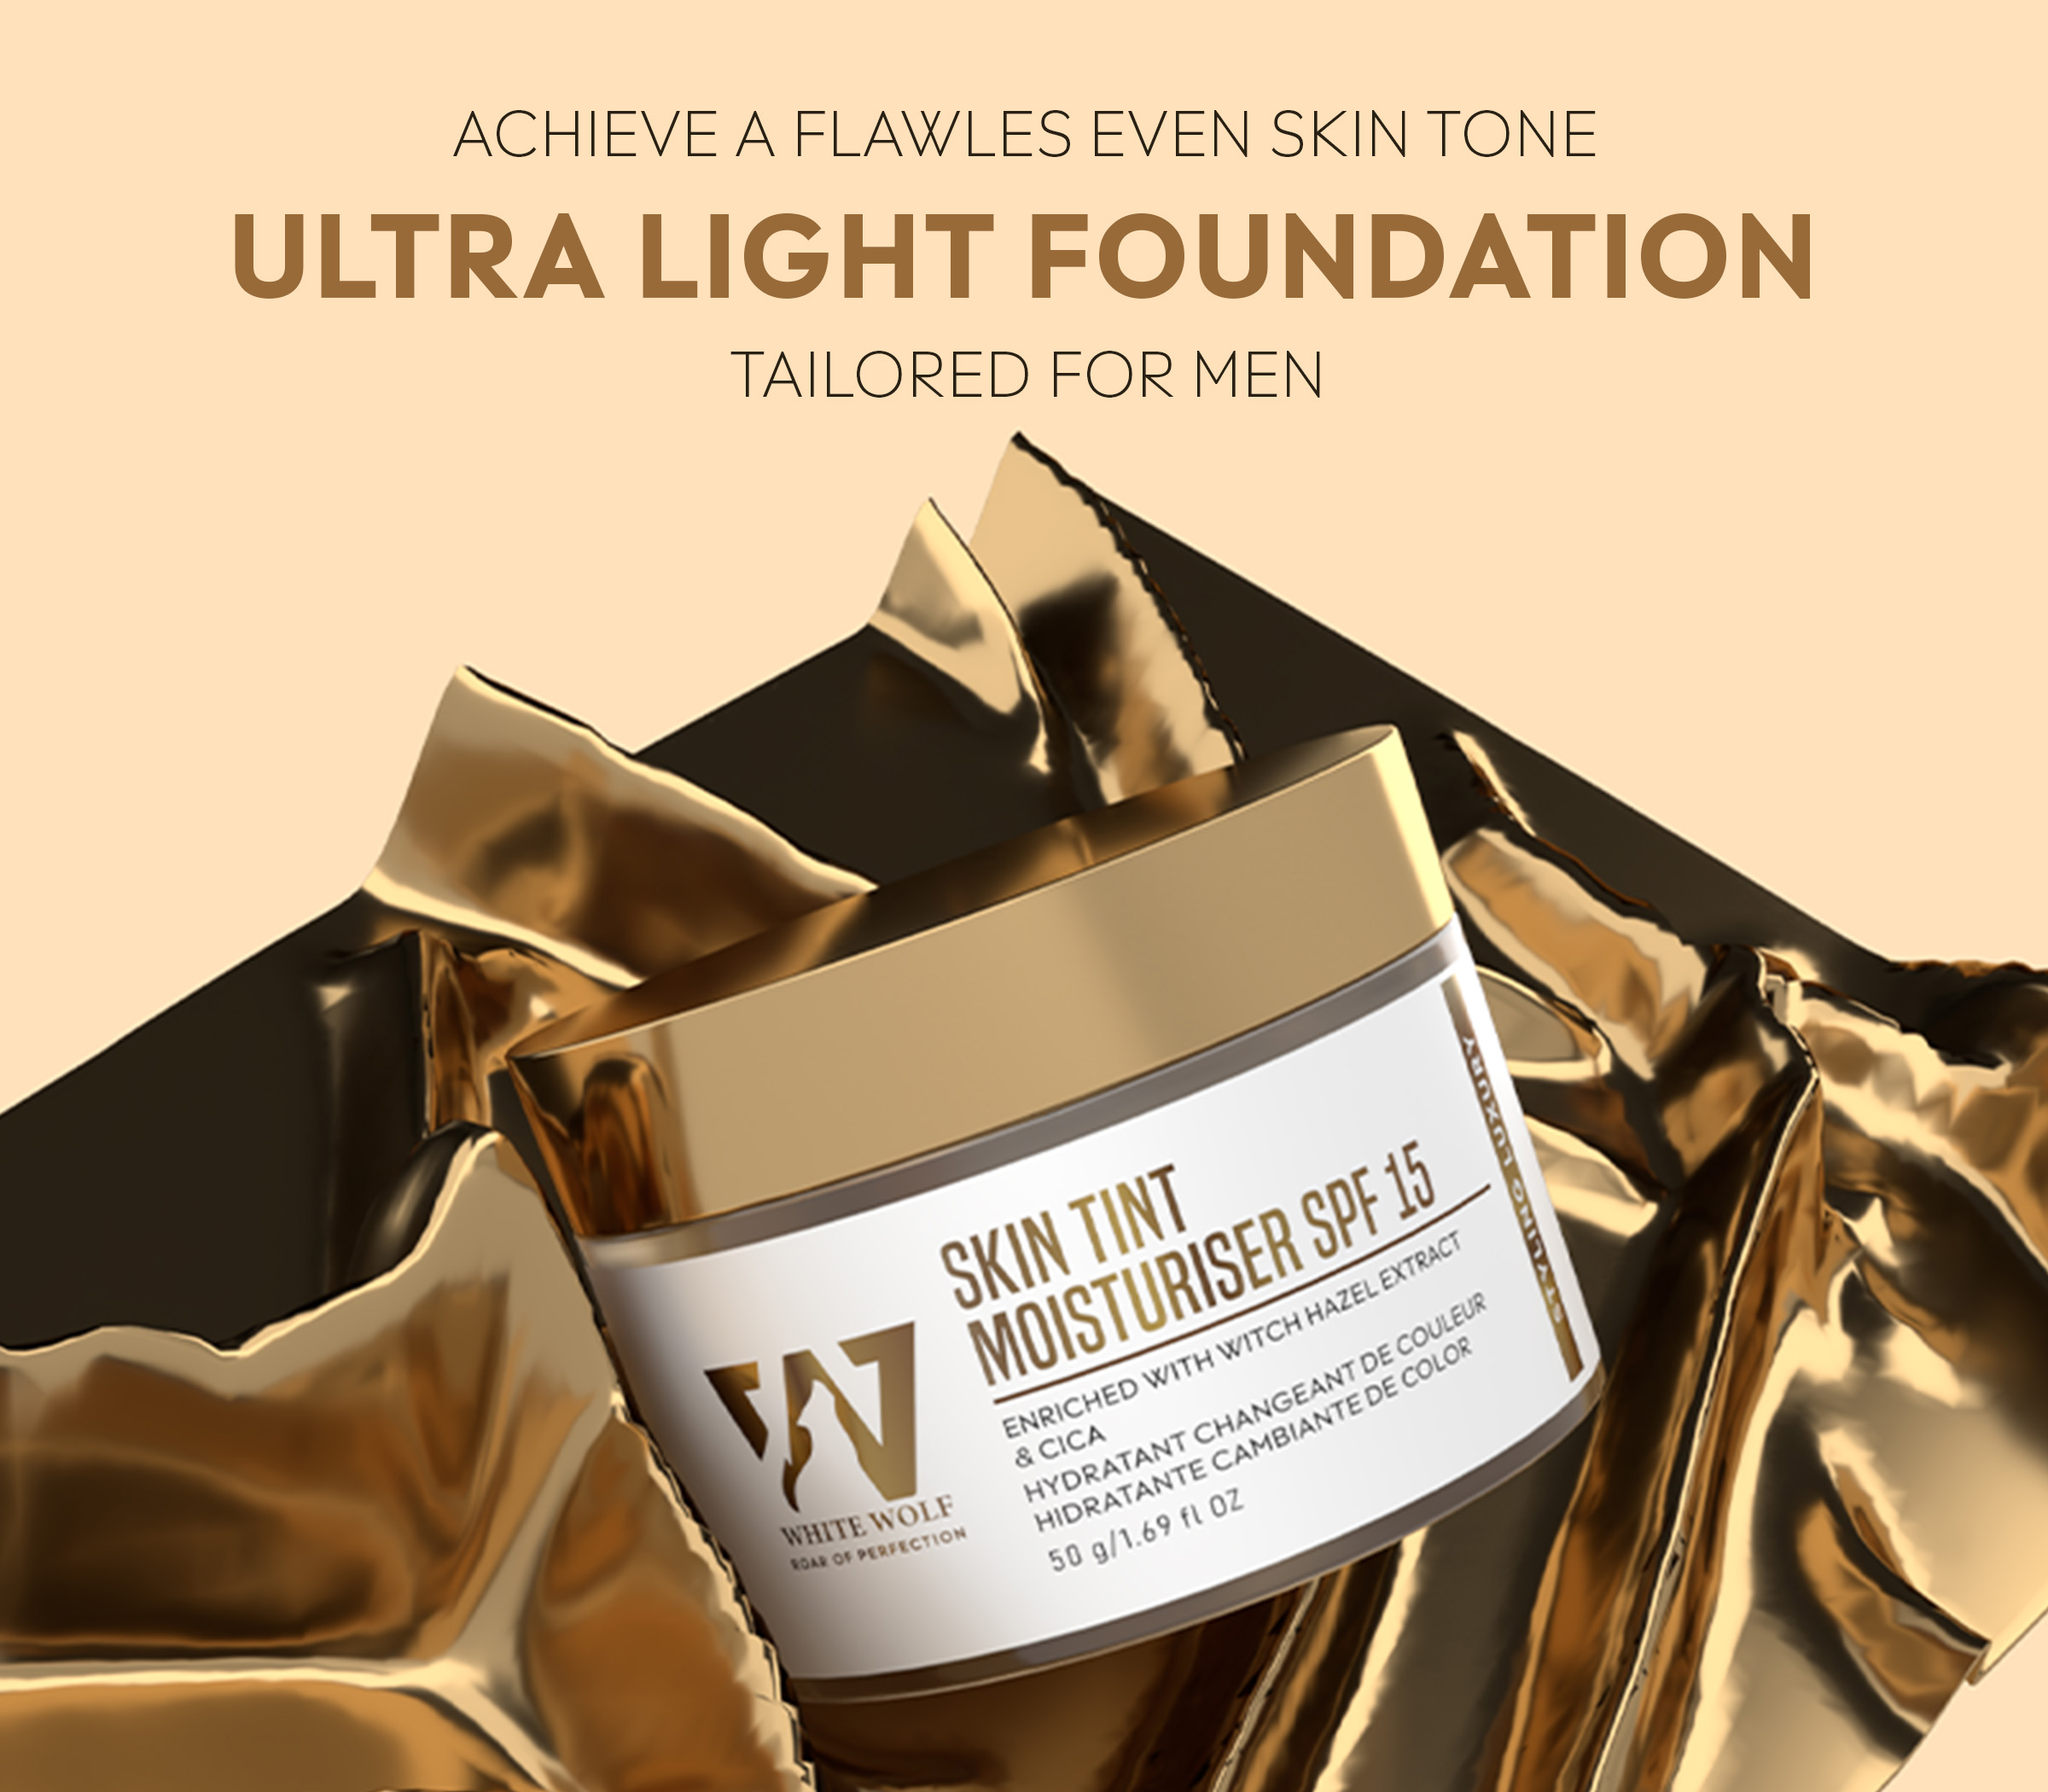 ACHIEVE A FLAWLES EVEN SKIN TONE
ULTRA LIGHT FOUNDATION
TAILORED FOR MEN
SKIN TINT
MOISTURISER SPF 15
ENRICHED WITH WITCH HAZEL EXTRACT
& CICA
HYDRATANT CHANGEANT DE COULEUR
HIDRATANTE CAMBIANTE DE COLOR
50 g/1.69 fl OZ
WHITE WOLF
ROAR OF PERFECTION
STYLING LUXURY